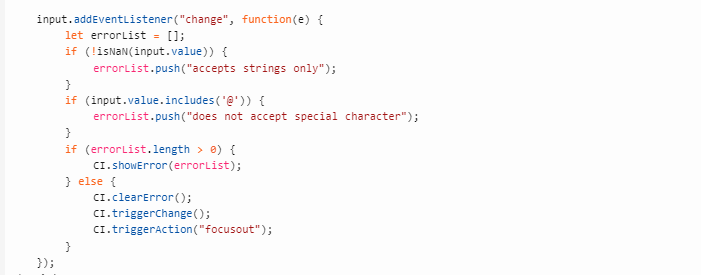 input.addEventListener("change", function(e) {
let errorList = [];
if (!isNaN(input.value)) {
errorList.push("accepts strings only");
}
if (input.value.includes('@')) {
errorList.push("does not accept special character");
}
if (errorList.length > 0) {
CI.showError(errorList);
} else {
CI.clearError();
CI.triggerChange();
CI.triggerAction("focusout");
}
});